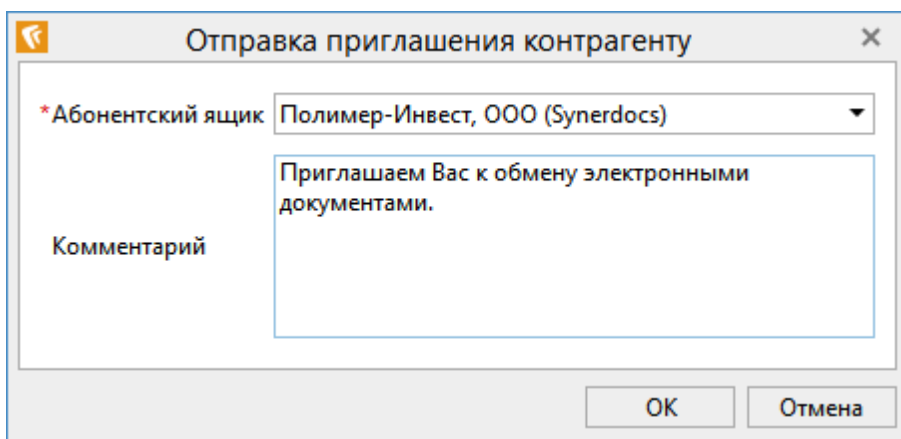 Отправка приглашения контрагенту
*Абонентский ящик Полимер-Инвест, ООО (Synerdocs)
Приглашаем Вас к обмену электронными
документами.
Комментарий
ОК Отмена